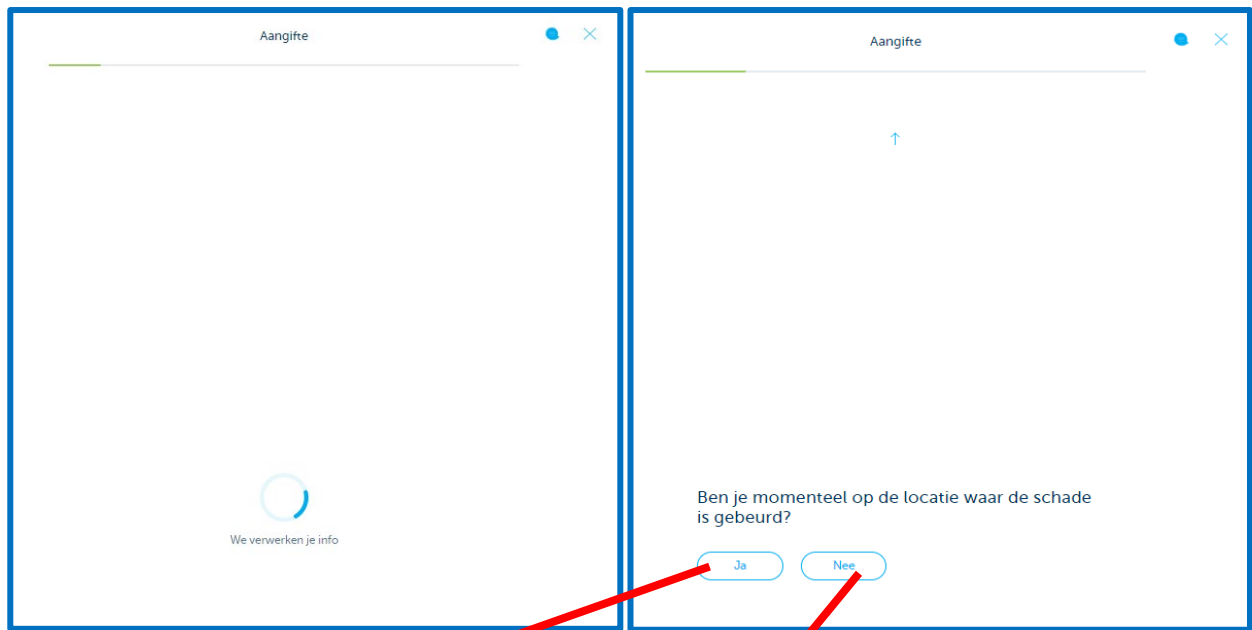 Aangifte
We verwerken je info
Aangifte
Ben je momenteel op de locatie waar de schade
is gebeurd?
Ja
Nee